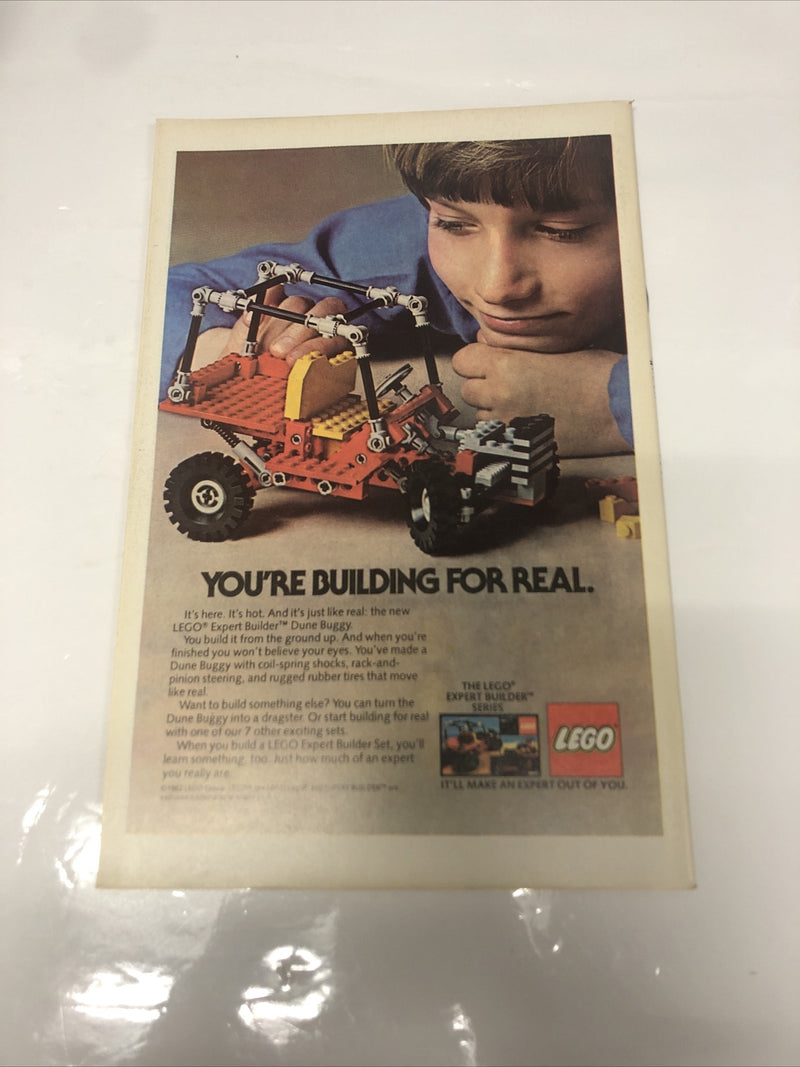 YOU'RE BUILDING FOR REAL.
It's here. It's hot. And it's just like real: the new
LEGO® Expert Builder™ Dune Buggy.
You build it from the ground up. And when you're
finished you won't believe your eyes. You've made a
Dune Buggy with coil-spring shocks, rack-and-
pinion steering, and rugged rubber tires that move
like real.
Want to build something else? You can turn the
Dune Buggy into a dragster. Or start building for real
with one of our 7 other exciting sets.
When you build a LEGO Expert Builder Set, you'll
learn something, too. Just how much of an expert
you really are.
THE LEGO®
EXPERT BUILDER™
SERIES
LEGO
IT'LL MAKE AN EXPERT OUT OF YOU.